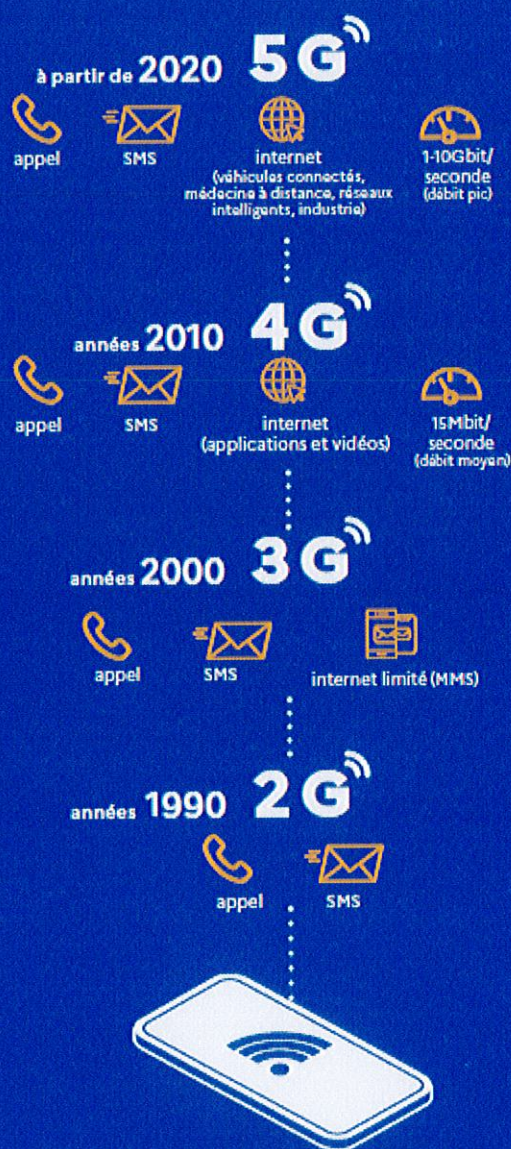 à partir de 2020 5G
appel
SMS
internet
(véhicules connectés,
médecine à distance, réseaux
intelligents, industrie)
1-10Gbit/
seconde
(débit pic)
années 2010 4G
appel
SMS
internet
(applications et vidéos)
15Mbit/
seconde
(débit moyen)
années 2000 3G
appel
SMS
internet limité (MMS)
années 1990 2G
appel
SMS